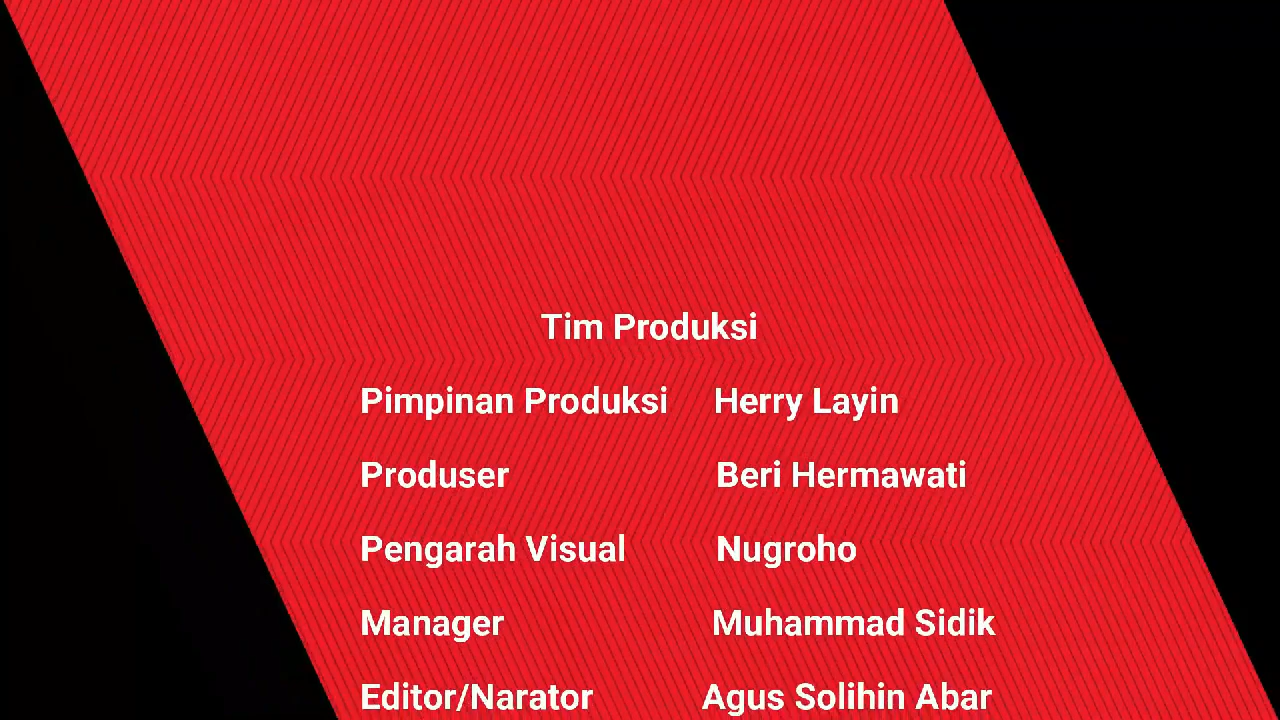 Tim Produksi
Pimpinan Produksi Herry Layin
Produser Beri Hermawati
Pengarah Visual Nugroho
Manager Muhammad Sidik
Editor/Narator Agus Solihin Abar